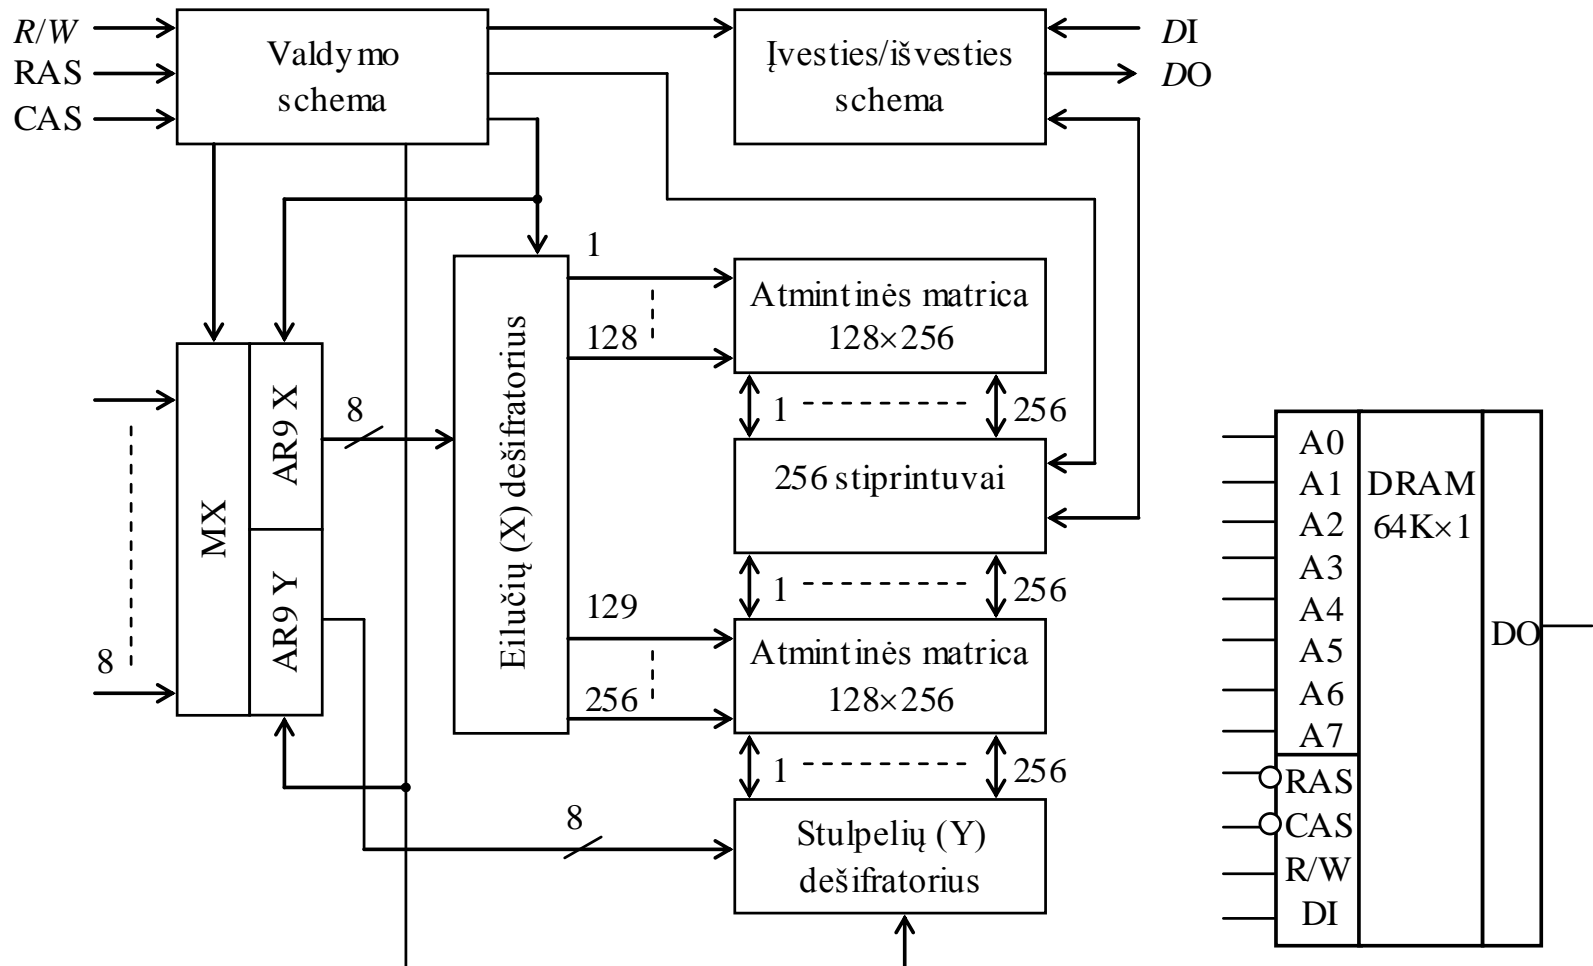 R/W
RAS
CAS
Valdymo
schema
Įvesties/išvesties
schema
DI
DO
8
MX
AR9 X
AR9 Y
8
8
Eilučių (X) dešifratorius
1
128
129
256
Atmintinės matrica
128×256
1
256
256 stiprintuvai
1
256
Atmintinės matrica
128×256
1
256
Stulpelių (Y)
dešifratorius
A0
A1
A2
A3
A4
A5
A6
A7
RAS
CAS
R/W
DI
DRAM
64K×1
DO